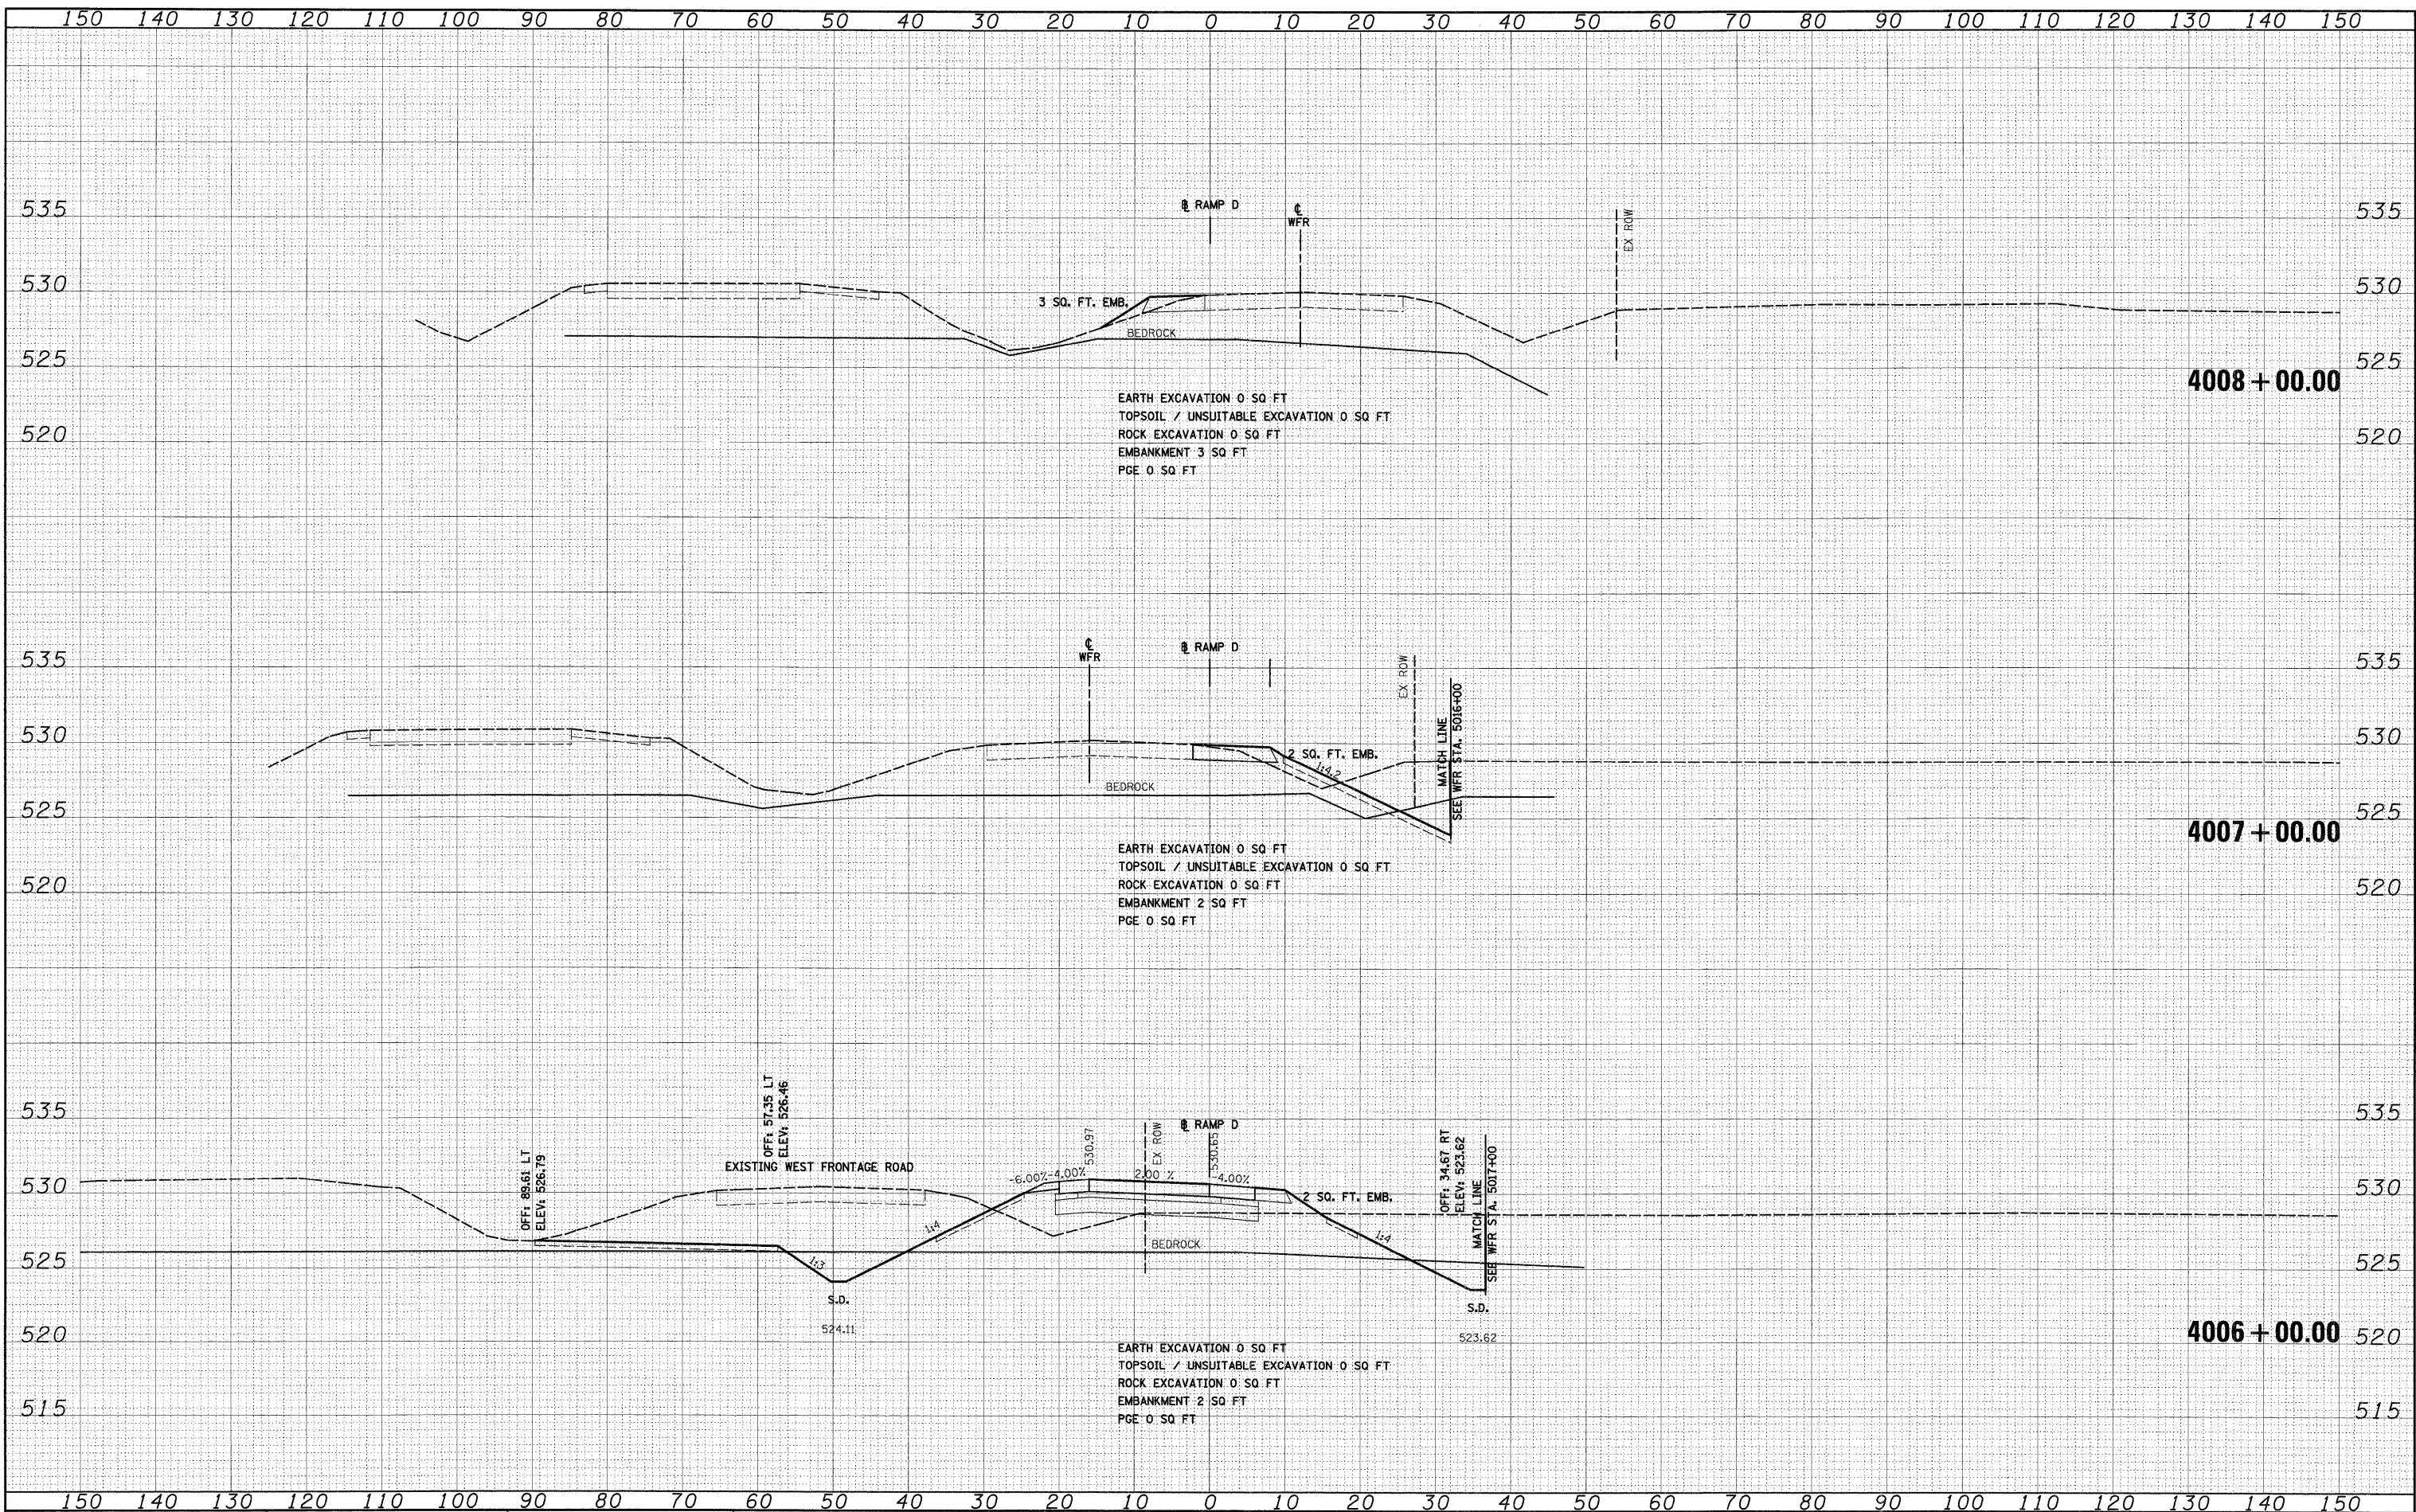 150 140 130 120 110 100 90 80 70 60 50 40 30 20 10 0 10 20 30 40 50 60 70 80 90 100 110 120 130 140 150
℄ RAMP D
℄
WFR
EX ROW
535 535
530 530
3 SQ. FT. EMB.
BEDROCK
525 525
4008+00.00
EARTH EXCAVATION 0 SQ FT
TOPSOIL / UNSUITABLE EXCAVATION 0 SQ FT
ROCK EXCAVATION 0 SQ FT
EMBANKMENT 3 SQ FT
PGE 0 SQ FT
520 520
℄
WFR
℄ RAMP D
EX ROW
535 535
MATCH LINE
SEE WFR STA. 5016+00
530 530
2 SQ. FT. EMB.
1:4.2
BEDROCK
525 525
4007+00.00
EARTH EXCAVATION 0 SQ FT
TOPSOIL / UNSUITABLE EXCAVATION 0 SQ FT
ROCK EXCAVATION 0 SQ FT
EMBANKMENT 2 SQ FT
PGE 0 SQ FT
520 520
535 535
OFF: 89.61 LT
ELEV: 526.79
OFF: 57.35 LT
ELEV: 526.46
EXISTING WEST FRONTAGE ROAD
530.97
EX ROW
℄ RAMP D
530.65
OFF: 34.67 RT
ELEV: 523.62
MATCH LINE
SEE WFR STA. 5017+00
-6.00% -4.00% 2.00 % -4.00%
530 530
2 SQ. FT. EMB.
1:4
1:4
BEDROCK
1:3
525 525
S.D.
524.11
S.D.
523.62
520 520
4006+00.00
EARTH EXCAVATION 0 SQ FT
TOPSOIL / UNSUITABLE EXCAVATION 0 SQ FT
ROCK EXCAVATION 0 SQ FT
EMBANKMENT 2 SQ FT
PGE 0 SQ FT
515 515
150 140 130 120 110 100 90 80 70 60 50 40 30 20 10 0 10 20 30 40 50 60 70 80 90 100 110 120 130 140 150